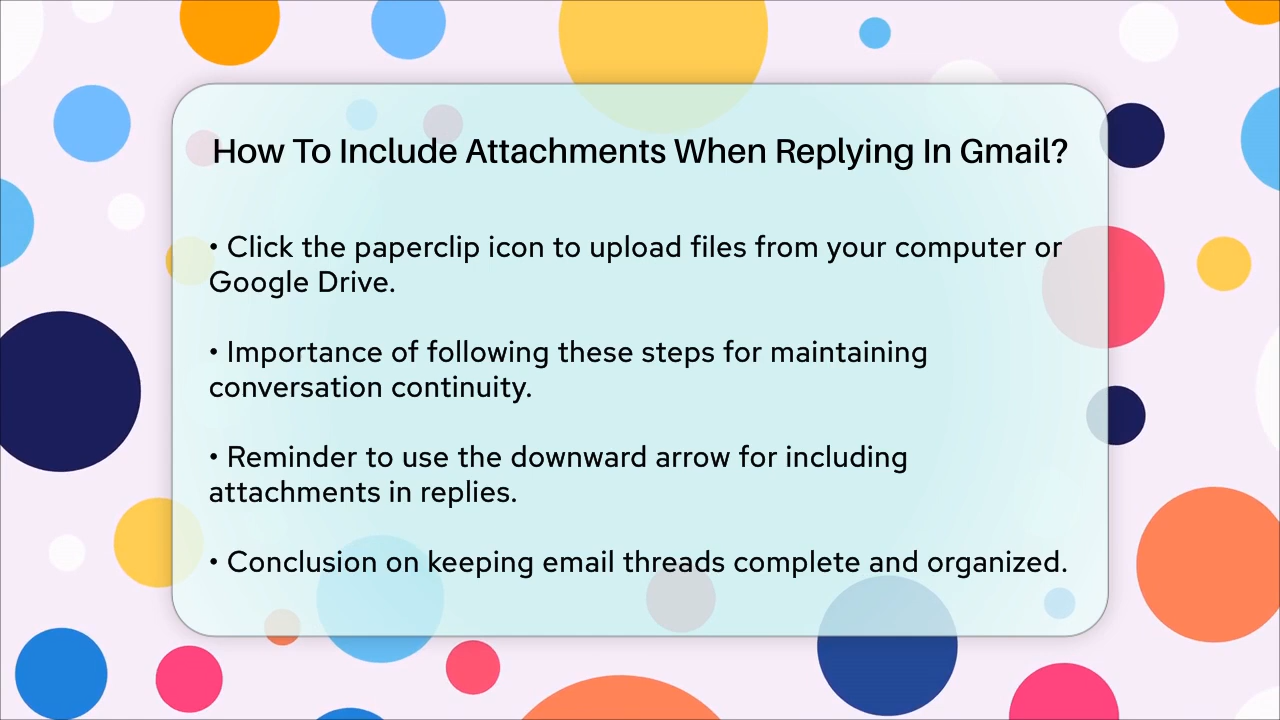 How To Include Attachments When Replying In Gmail?
• Click the paperclip icon to upload files from your computer or
Google Drive.
• Importance of following these steps for maintaining
conversation continuity.
• Reminder to use the downward arrow for including
attachments in replies.
• Conclusion on keeping email threads complete and organized.